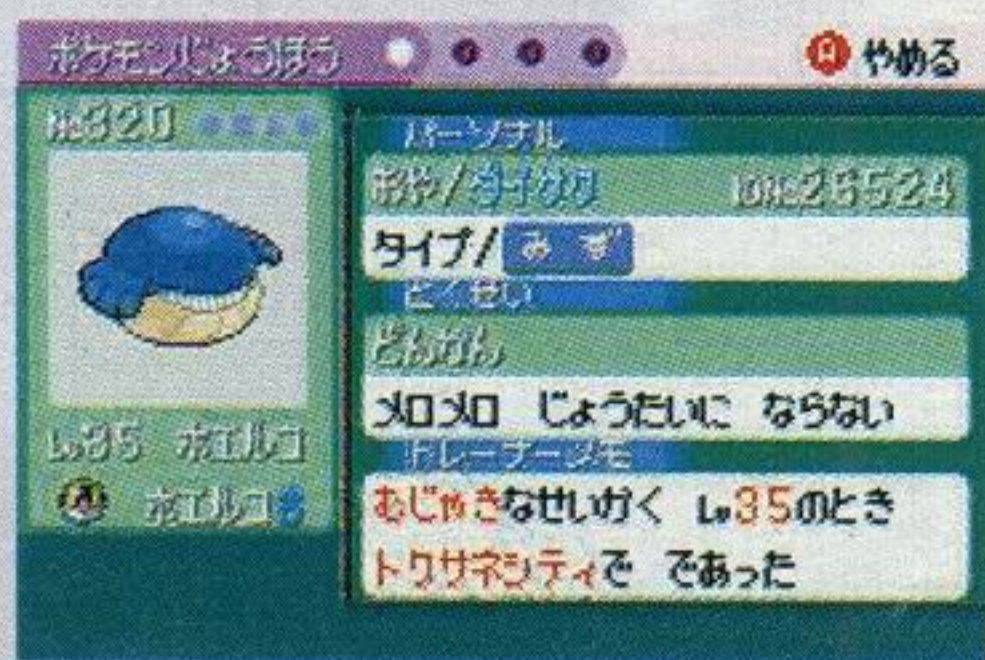 ポケモンじょうほう
やめる
No320
パーソナル
おや/ダイサク IDNo26524
タイプ/みず
とくせい
どんかん
メロメロ じょうたいに ならない
Lv35 ホエルコ
ホエルコ♂
トレーナーメモ
むじゃきなせいかく Lv35のとき
トクサネシティで であった